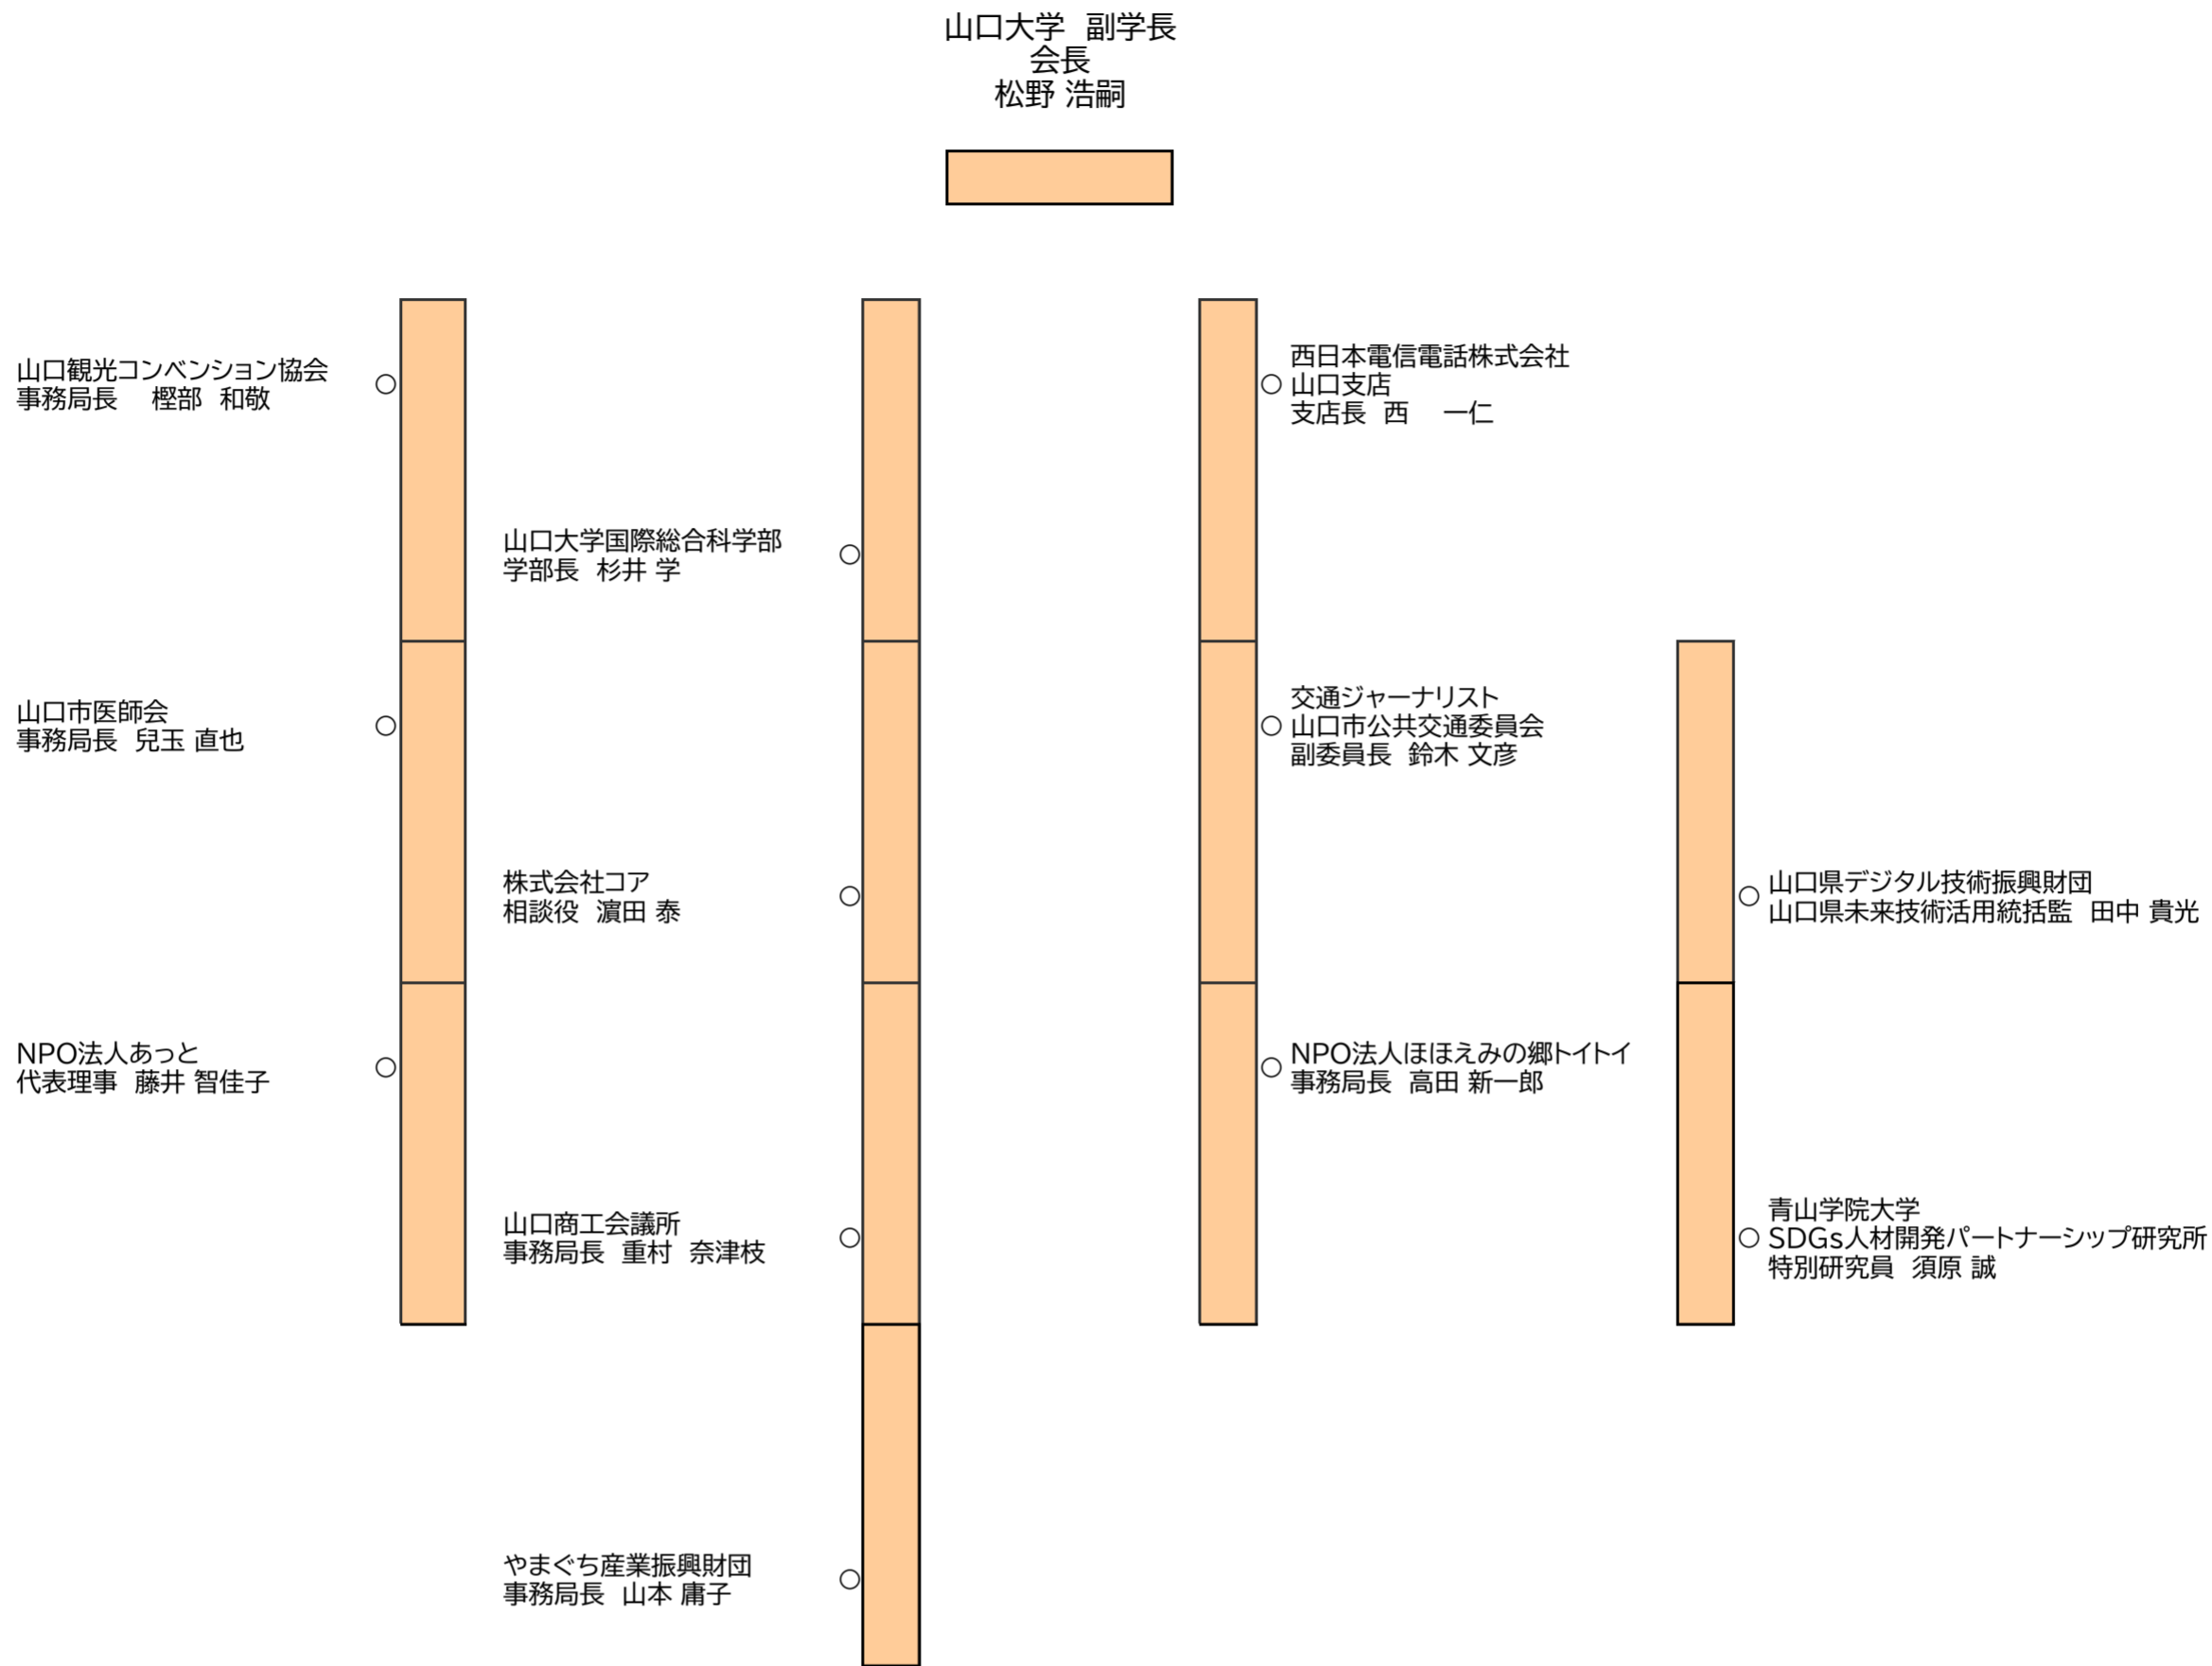 山口大学　副学長
会長
松野 浩嗣
山口観光コンベンション協会
事務局長　 樫部　和敬
山口市医師会
事務局長　兒玉 直也
NPO法人あっと
代表理事　藤井 智佳子
山口大学国際総合科学部
学部長　杉井 学
株式会社コア
相談役　濵田 泰
山口商工会議所
事務局長　重村　奈津枝
やまぐち産業振興財団
事務局長　山本 庸子
西日本電信電話株式会社
山口支店
支店長　西　 一仁
交通ジャーナリスト
山口市公共交通委員会
副委員長　鈴木 文彦
NPO法人ほほえみの郷トイトイ
事務局長　高田 新一郎
山口県デジタル技術振興財団
山口県未来技術活用統括監　田中 貴光
青山学院大学
SDGs人材開発パートナーシップ研究所
特別研究員　須原 誠